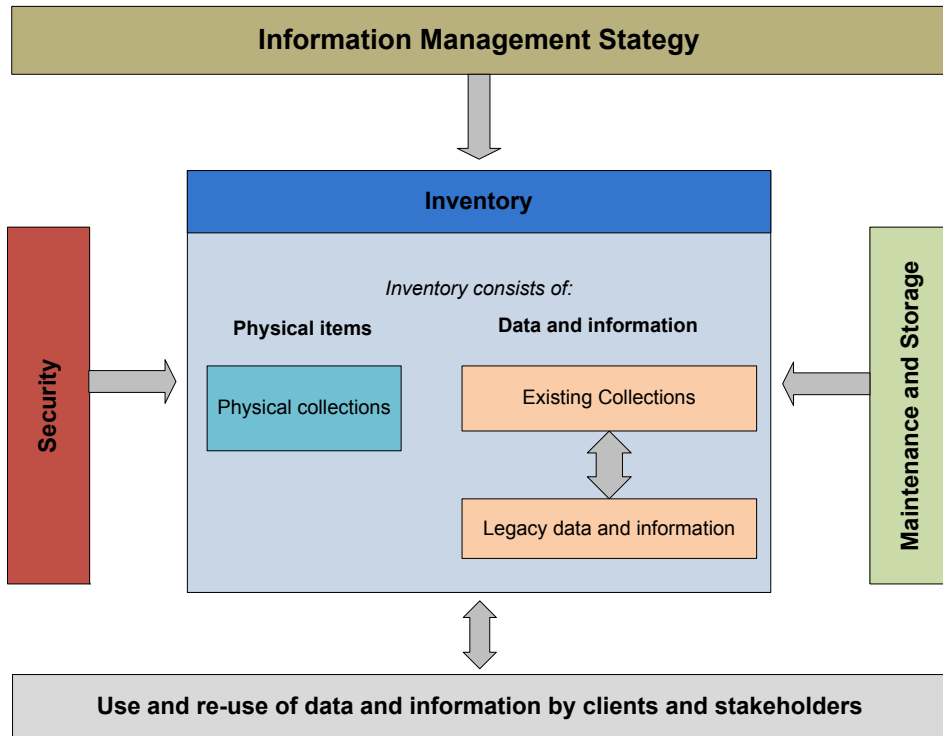 Information Management Stategy
Inventory
Inventory consists of:
Physical items
Data and information
Physical collections
Existing Collections
Legacy data and information
Security
Maintenance and Storage
Use and re-use of data and information by clients and stakeholders